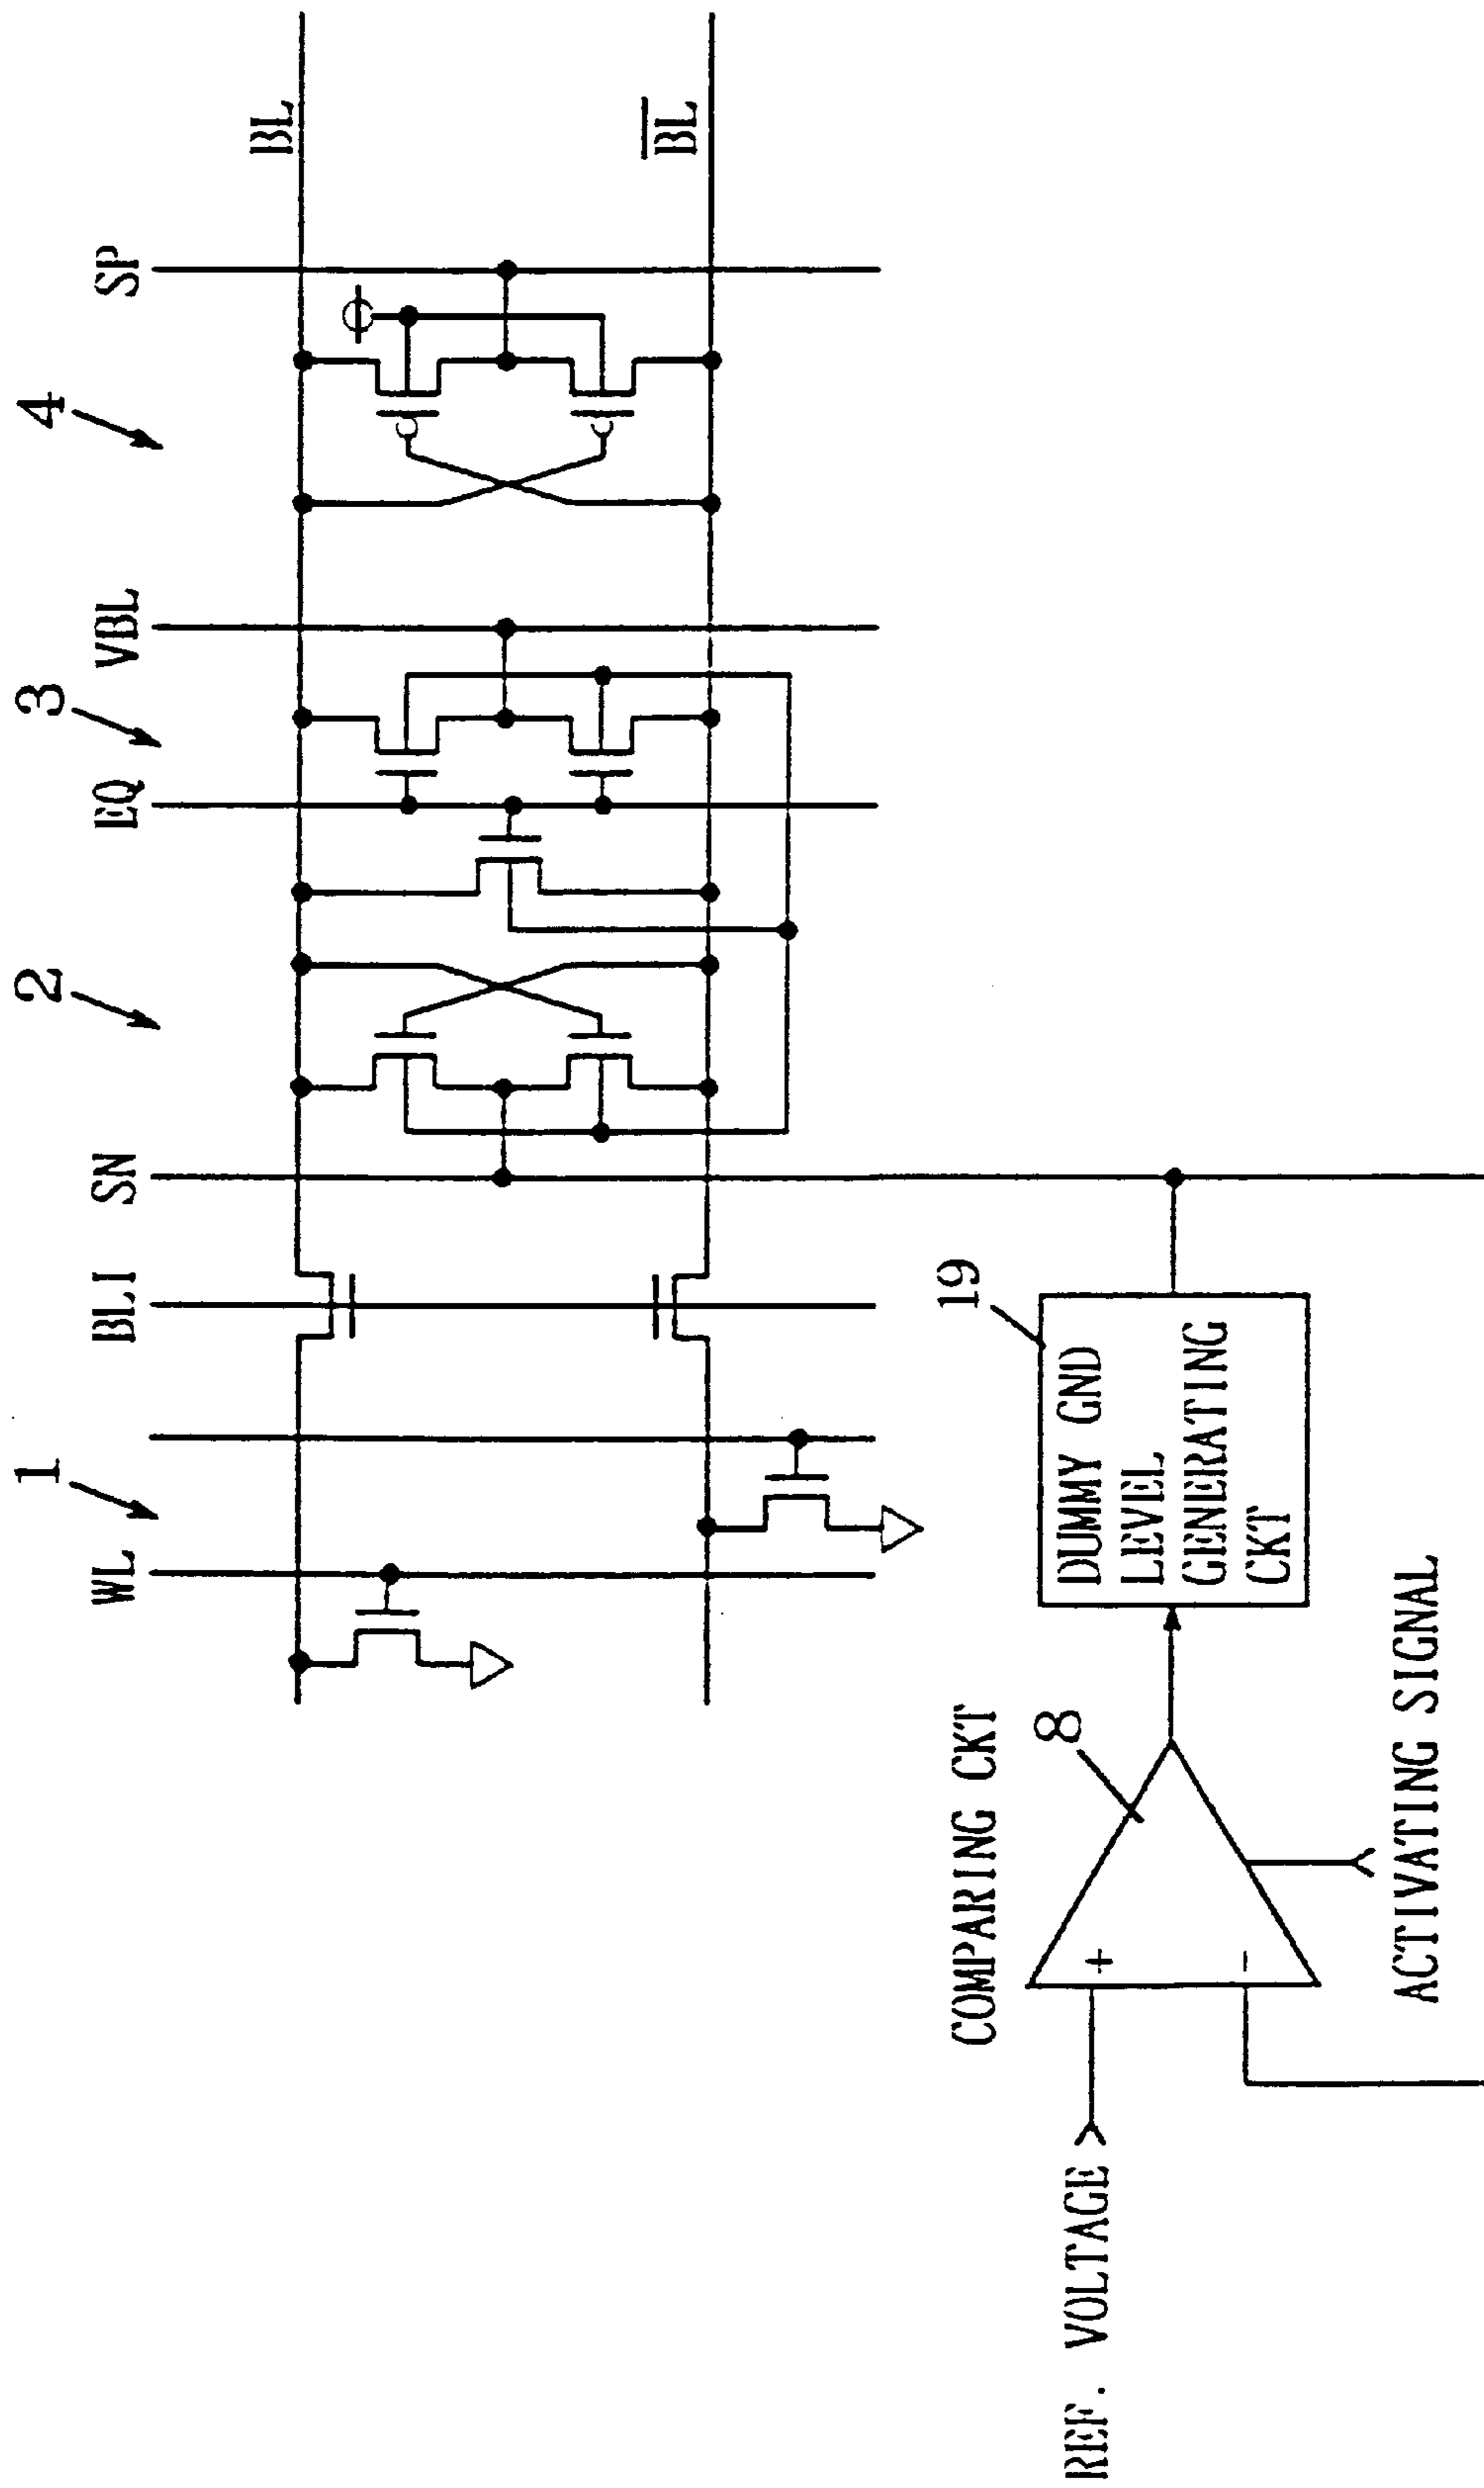 1
2
3
4
WL
BLI
SN
EQ
VBL
SP
BL
BL
COMPARING CKT
8
19
REF. VOLTAGE
+
-
DUMMY GND
LEVEL
GENERATING
CKT
ACTIVATING SIGNAL